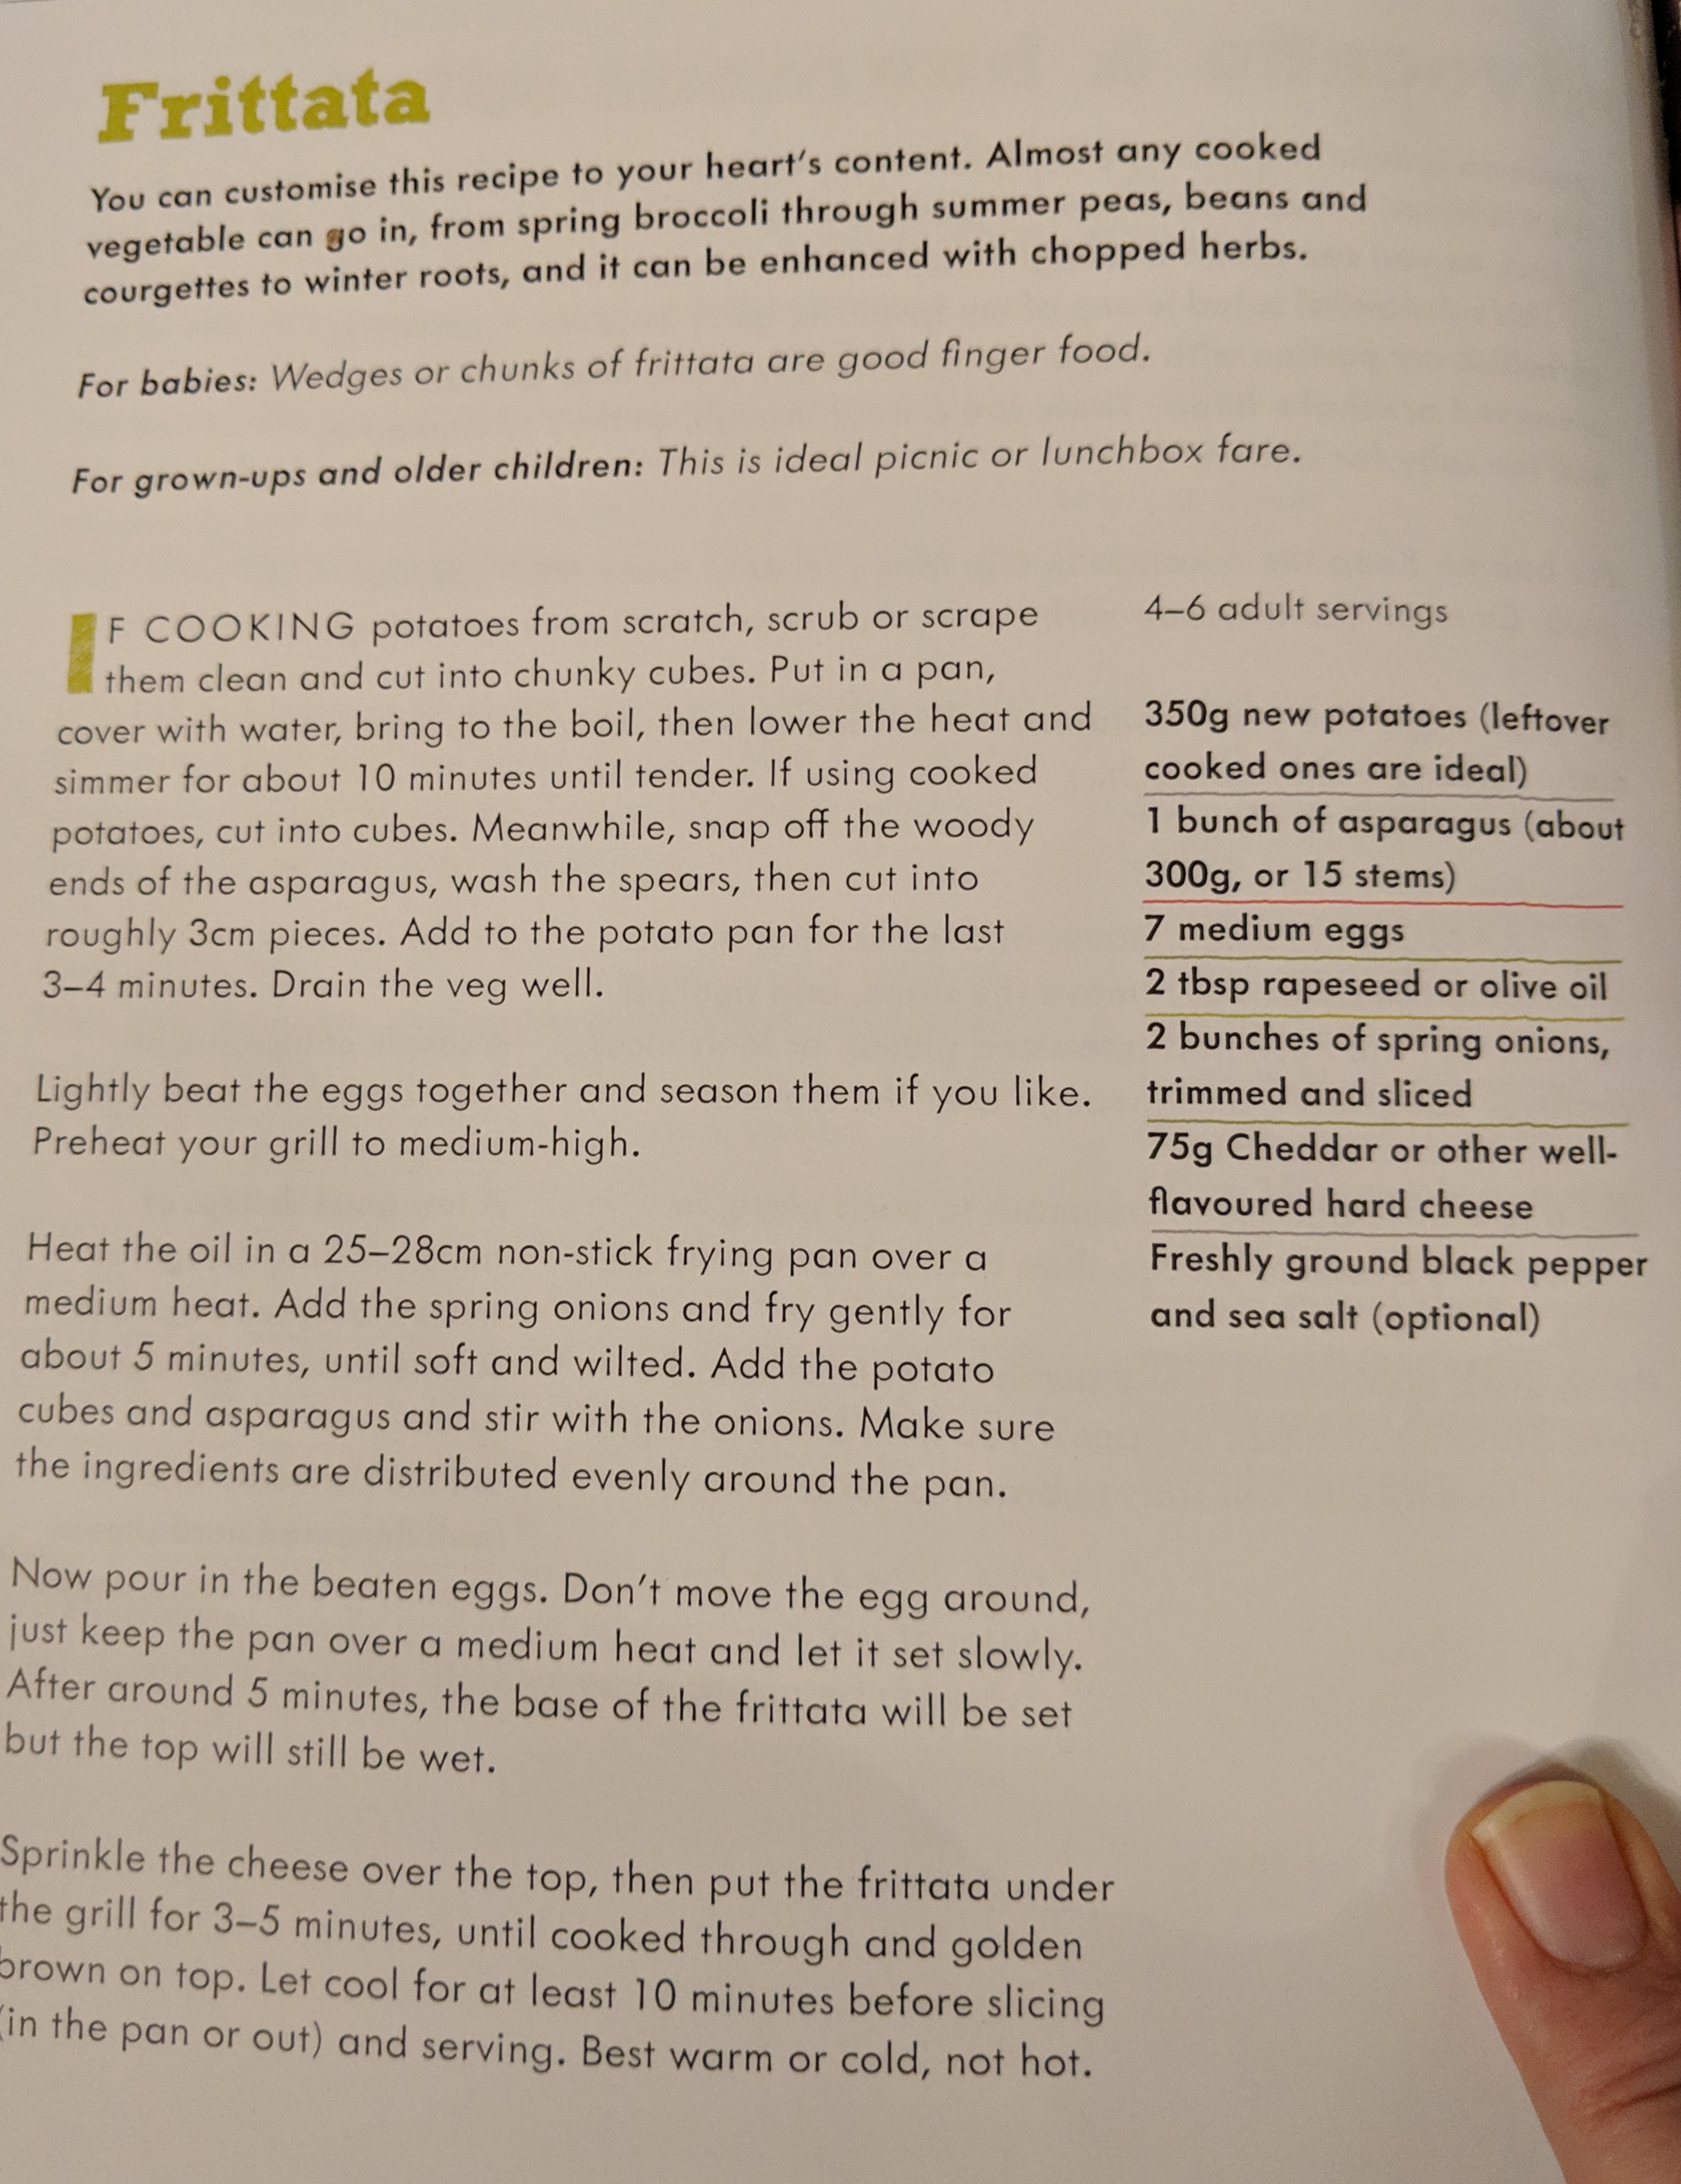 Frittata
You can customise this recipe to your heart's content. Almost any cooked
vegetable can go in, from spring broccoli through summer peas, beans and
courgettes to winter roots, and it can be enhanced with chopped herbs.
For babies: Wedges or chunks of frittata are good finger food.
For grown-ups and older children: This is ideal picnic or lunchbox fare.
IF COOKING potatoes from scratch, scrub or scrape
them clean and cut into chunky cubes. Put in a pan,
cover with water, bring to the boil, then lower the heat and
simmer for about 10 minutes until tender. If using cooked
potatoes, cut into cubes. Meanwhile, snap off the woody
ends of the asparagus, wash the spears, then cut into
roughly 3cm pieces. Add to the potato pan for the last
3–4 minutes. Drain the veg well.
Lightly beat the eggs together and season them if you like.
Preheat your grill to medium-high.
Heat the oil in a 25–28cm non-stick frying pan over a
medium heat. Add the spring onions and fry gently for
about 5 minutes, until soft and wilted. Add the potato
cubes and asparagus and stir with the onions. Make sure
the ingredients are distributed evenly around the pan.
Now pour in the beaten eggs. Don't move the egg around,
just keep the pan over a medium heat and let it set slowly.
After around 5 minutes, the base of the frittata will be set
but the top will still be wet.
Sprinkle the cheese over the top, then put the frittata under
the grill for 3–5 minutes, until cooked through and golden
brown on top. Let cool for at least 10 minutes before slicing
(in the pan or out) and serving. Best warm or cold, not hot.
4–6 adult servings
350g new potatoes (leftover
cooked ones are ideal)
1 bunch of asparagus (about
300g, or 15 stems)
7 medium eggs
2 tbsp rapeseed or olive oil
2 bunches of spring onions,
trimmed and sliced
75g Cheddar or other well-
flavoured hard cheese
Freshly ground black pepper
and sea salt (optional)